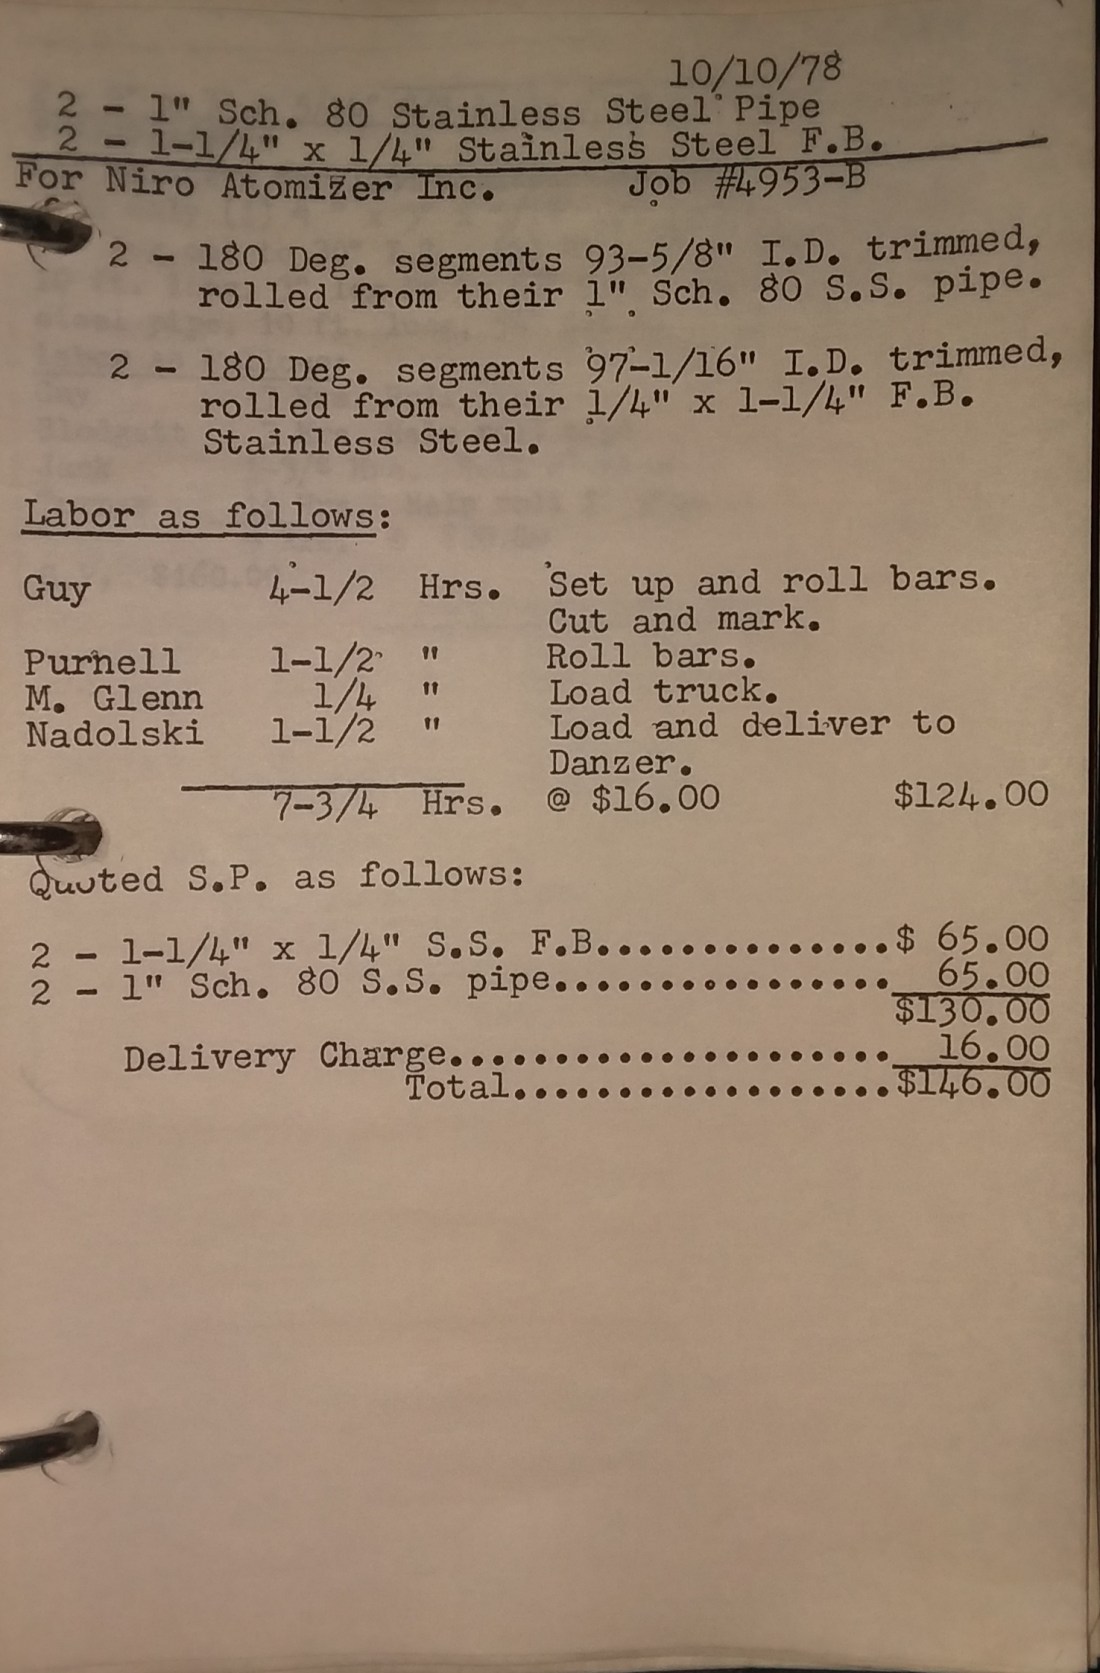 10/10/78
2 - 1" Sch. 80 Stainless Steel Pipe
2 - 1-1/4" x 1/4" Stainless Steel F.B.
For Niro Atomizer Inc. Job #4953-B
2 - 180 Deg. segments 93-5/8" I.D. trimmed,
rolled from their 1" Sch. 80 S.S. pipe.
2 - 180 Deg. segments 97-1/16" I.D. trimmed,
rolled from their 1/4" x 1-1/4" F.B.
Stainless Steel.
Labor as follows:
Guy 4-1/2 Hrs. Set up and roll bars.
Cut and mark.
Purnell 1-1/2 " Roll bars.
M. Glenn 1/4 " Load truck.
Nadolski 1-1/2 " Load and deliver to
Danzer.
7-3/4 Hrs. @ $16.00 $124.00
Quoted S.P. as follows:
2 - 1-1/4" x 1/4" S.S. F.B..............$ 65.00
2 - 1" Sch. 80 S.S. pipe................ 65.00
$130.00
Delivery Charge..................... 16.00
Total..................$146.00